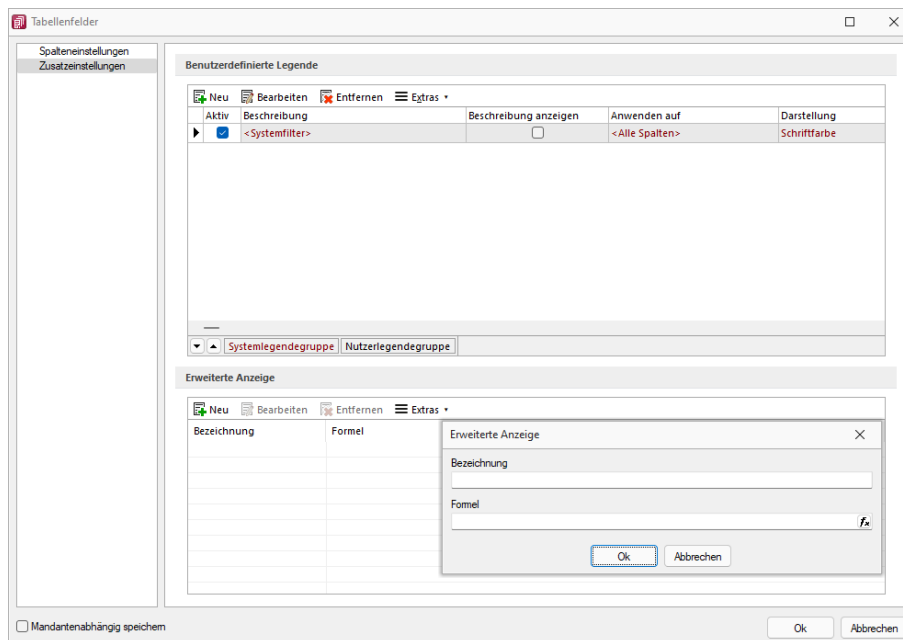 Tabellenfelder
Spalteneinstellungen
Zusatzeinstellungen
Benutzerdefinierte Legende
Neu Bearbeiten Entfernen Extras
Aktiv Beschreibung Beschreibung anzeigen Anwenden auf Darstellung
<Systemfilter> <Alle Spalten> Schriftfarbe
Systemlegendegruppe Nutzerlegendegruppe
Erweiterte Anzeige
Neu Bearbeiten Entfernen Extras
Bezeichnung Formel
Erweiterte Anzeige
Bezeichnung
Formel
fx
Ok Abbrechen
Mandantenabhängig speichern
Ok Abbrechen